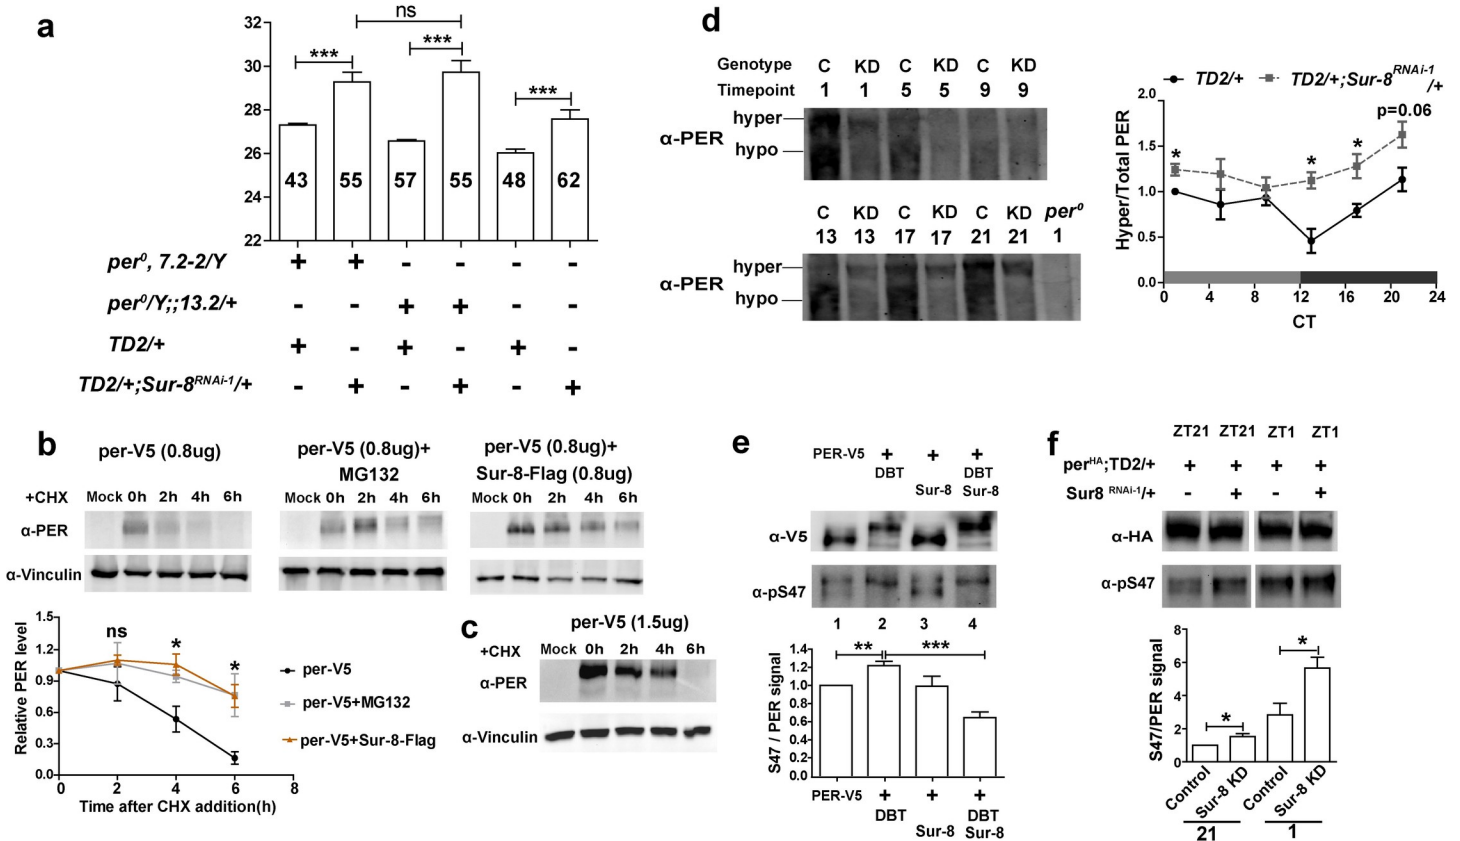 a
32
30
28
26
24
22
***
ns
***
***
43
55
57
55
48
62
per⁰, 7.2-2/Y + + - - - -
per⁰/Y;;13.2/+ - - + + - -
TD2/+ + - + - + -
TD2/+;Sur-8ᴿᴺᴬⁱ⁻¹/+ - + - + - +
b
per-V5 (0.8ug)
per-V5 (0.8ug)+
MG132
per-V5 (0.8ug)+
Sur-8-Flag (0.8ug)
+CHX Mock 0h 2h 4h 6h Mock 0h 2h 4h 6h Mock 0h 2h 4h 6h
α-PER
α-Vinculin
Relative PER level
1.5
1.2
0.9
0.6
0.3
0.0
ns
*
*
0 2 4 6 8
Time after CHX addition(h)
per-V5
per-V5+MG132
per-V5+Sur-8-Flag
c
per-V5 (1.5ug)
+CHX Mock 0h 2h 4h 6h
α-PER
α-Vinculin
d
Genotype C KD C KD C KD
Timepoint 1 1 5 5 9 9
α-PER
hyper
hypo
C KD C KD C KD per⁰
13 13 17 17 21 21 1
α-PER
hyper
hypo
TD2/+
TD2/+;Sur-8ᴿᴺᴬⁱ⁻¹/+
Hyper/Total PER
2.0
1.5
1.0
0.5
0.0
*
*
*
p=0.06
0 4 8 12 16 20 24
CT
e
PER-V5 + + +
DBT DBT
Sur-8 Sur-8
α-V5
α-pS47
1 2 3 4
S47 / PER signal
1.4
1.2
1.0
0.8
0.6
0.4
0.2
0.0
**
***
PER-V5 + + +
DBT DBT
Sur-8 Sur-8
f
ZT21 ZT21 ZT1 ZT1
perᴴᴬ;TD2/+ + + + +
Sur8 ᴿᴺᴬⁱ⁻¹/+ - + - +
α-HA
α-pS47
S47/PER signal
8
6
4
2
0
*
*
Control
Sur-8 KD
Control
Sur-8 KD
21
1